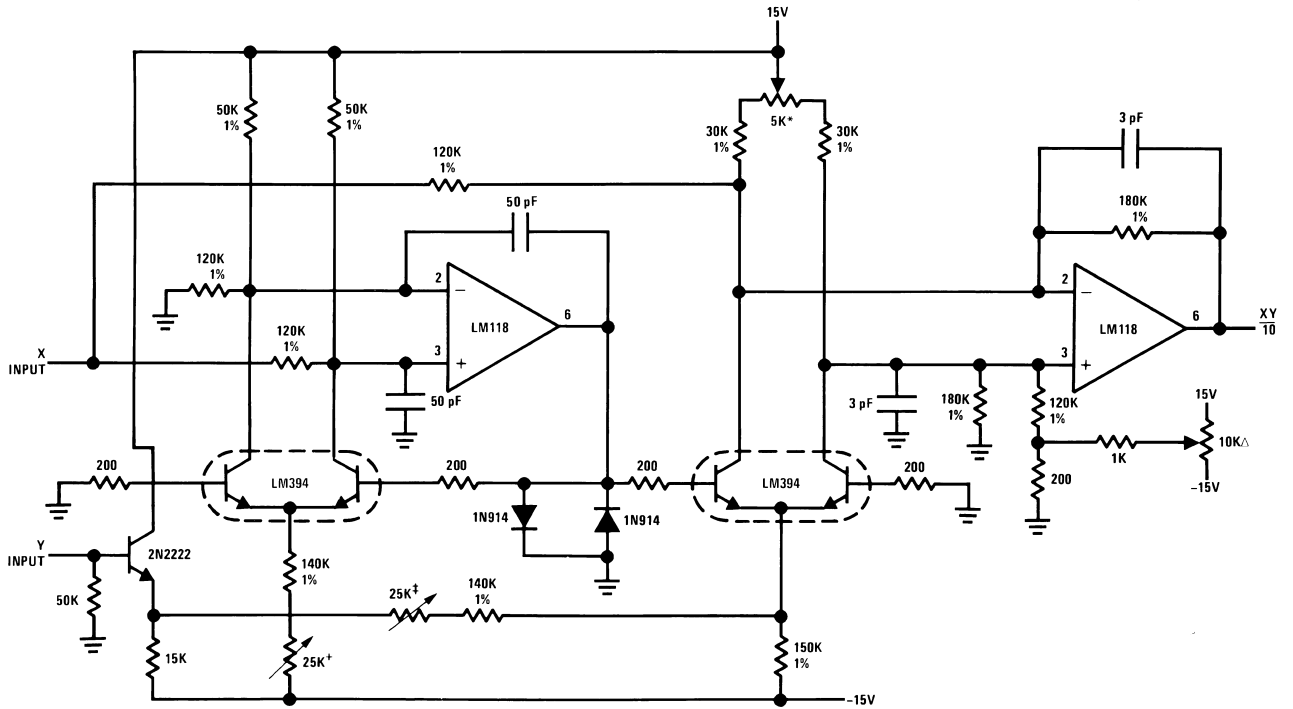 15V
50K
1%
50K
1%
5K*
30K
1%
30K
1%
3 pF
120K
1%
180K
1%
50 pF
120K
1%
2
−
LM118
6
3
+
120K
1%
X
INPUT
50 pF
2
−
LM118
6
3
+
XY
10
3 pF
180K
1%
120K
1%
15V
10KΔ
1K
−15V
200
200
LM394
200
200
LM394
200
1N914
1N914
Y
INPUT
2N2222
50K
140K
1%
25K‡
140K
1%
15K
25K+
150K
1%
−15V